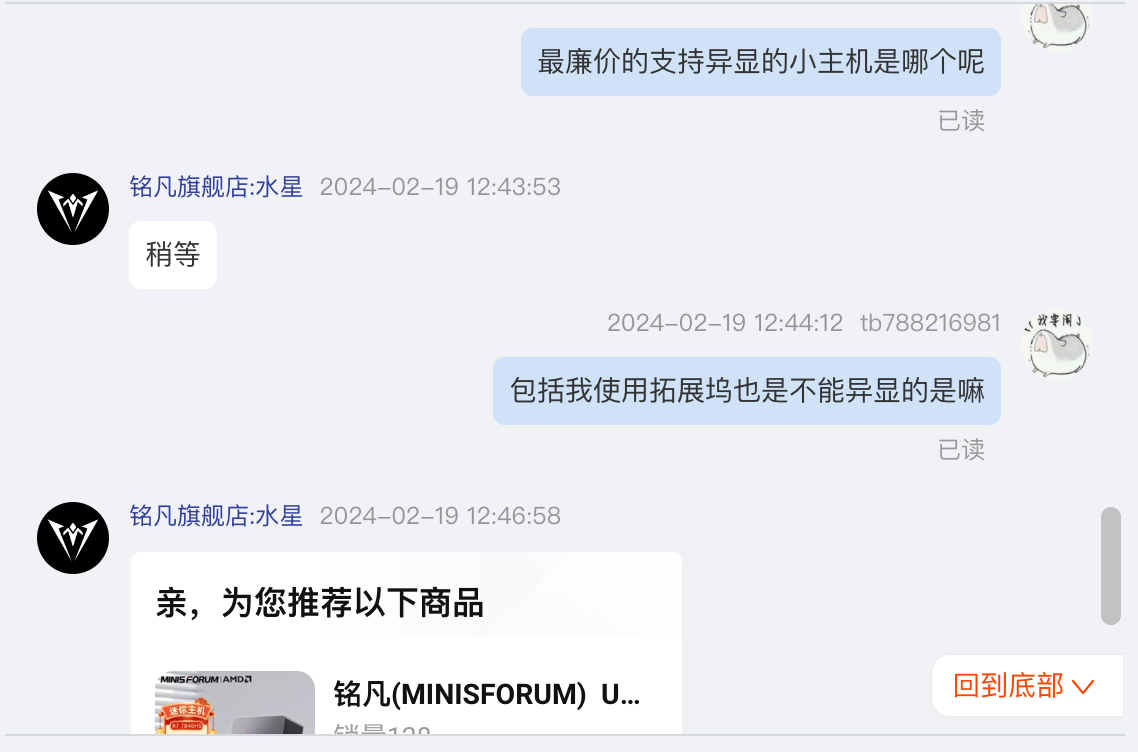 最廉价的支持异显的小主机是哪个呢
已读
铭凡旗舰店:水星 2024-02-19 12:43:53
稍等
2024-02-19 12:44:12 tb788216981
我害闹
包括我使用拓展坞也是不能异显的是嘛
已读
铭凡旗舰店:水星 2024-02-19 12:46:58
亲，为您推荐以下商品
MINISFORUM AMD
铭凡(MINISFORUM) U...
迷你主机
R7.7840HS
销量128
回到底部